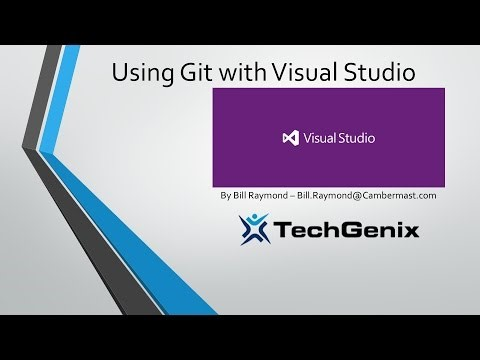 Using Git with Visual Studio
Visual Studio
By Bill Raymond – Bill.Raymond@Cambermast.com
TechGenix